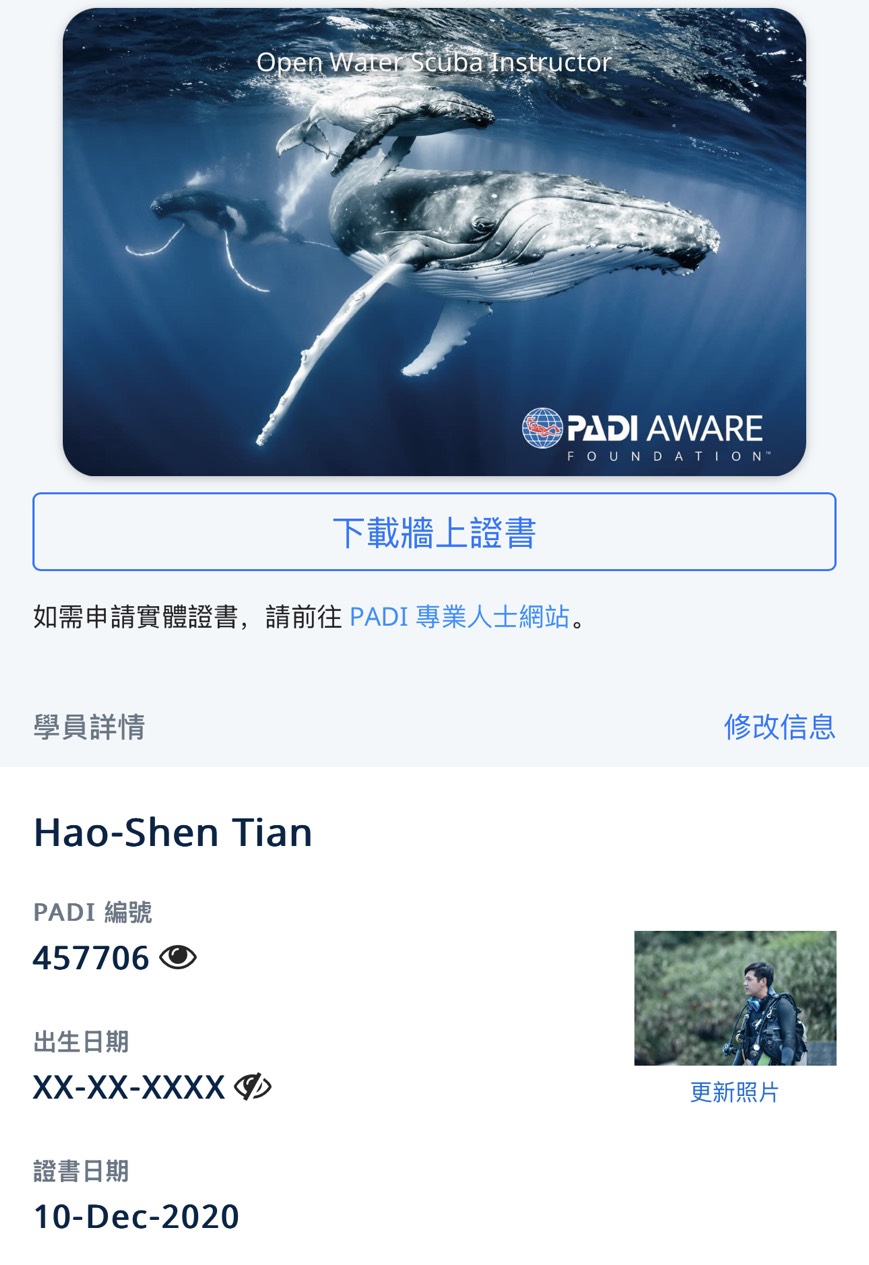 Open Water Scuba Instructor
PADI AWARE
FOUNDATION™
下載牆上證書
如需申請實體證書，請前往 PADI 專業人士網站。
學員詳情
修改信息
Hao-Shen Tian
PADI 編號
457706
出生日期
XX-XX-XXXX
更新照片
證書日期
10-Dec-2020